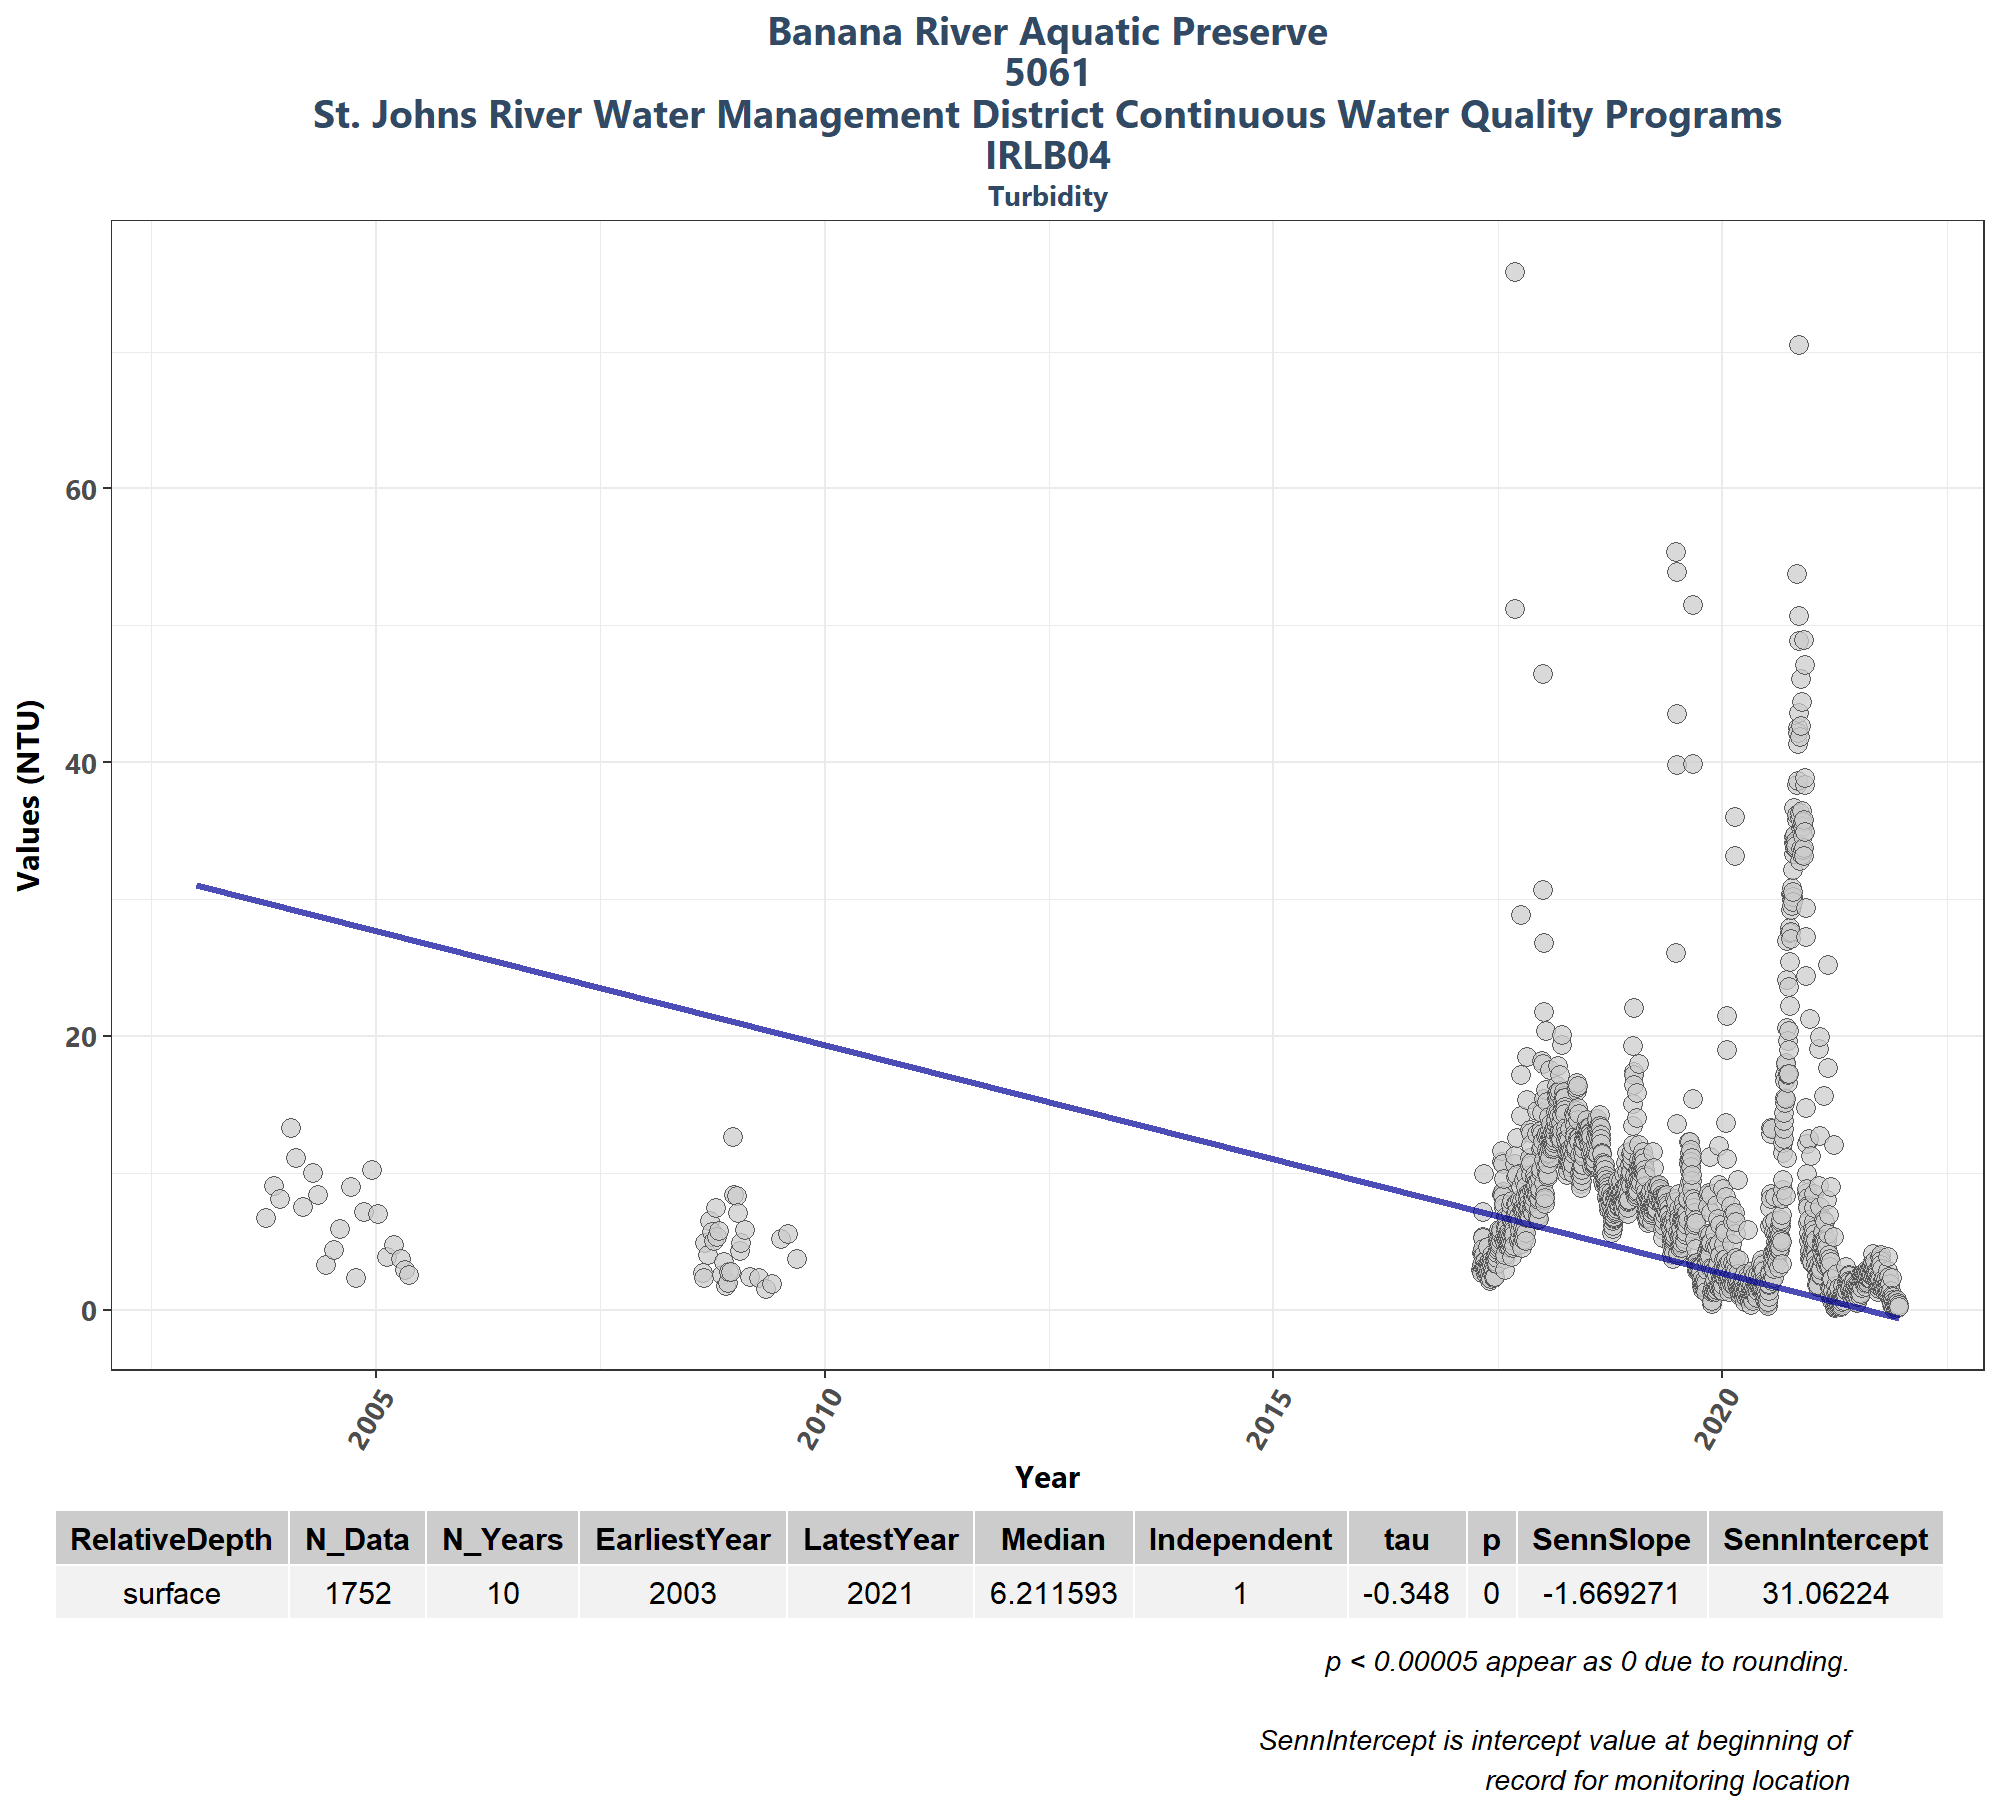 Banana River Aquatic Preserve
5061
St. Johns River Water Management District Continuous Water Quality Programs
IRLB04
Turbidity
Values (NTU)
60
40
20
0
2005 2010 2015 2020
Year
RelativeDepth N_Data N_Years EarliestYear LatestYear Median Independent tau p SennSlope SennIntercept
surface 1752 10 2003 2021 6.211593 1 -0.348 0 -1.669271 31.06224
p < 0.00005 appear as 0 due to rounding.
SennIntercept is intercept value at beginning of
record for monitoring location